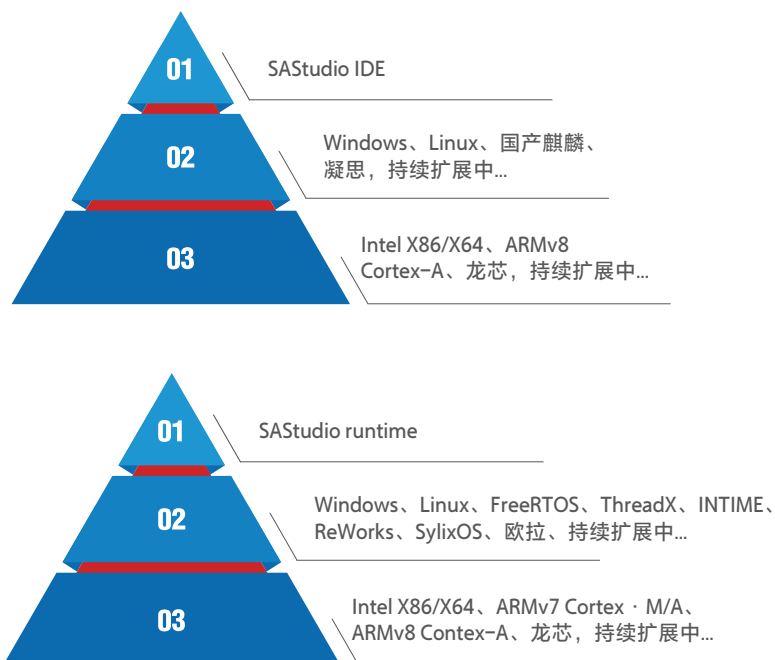 01
SAStudio IDE
02
Windows、Linux、国产麒麟、
凝思，持续扩展中...
03
Intel X86/X64、ARMv8
Cortex-A、龙芯，持续扩展中...
01
SAStudio runtime
02
Windows、Linux、FreeRTOS、ThreadX、INTIME、
ReWorks、SylixOS、欧拉、持续扩展中...
03
Intel X86/X64、ARMv7 Cortex · M/A、
ARMv8 Contex-A、龙芯，持续扩展中...